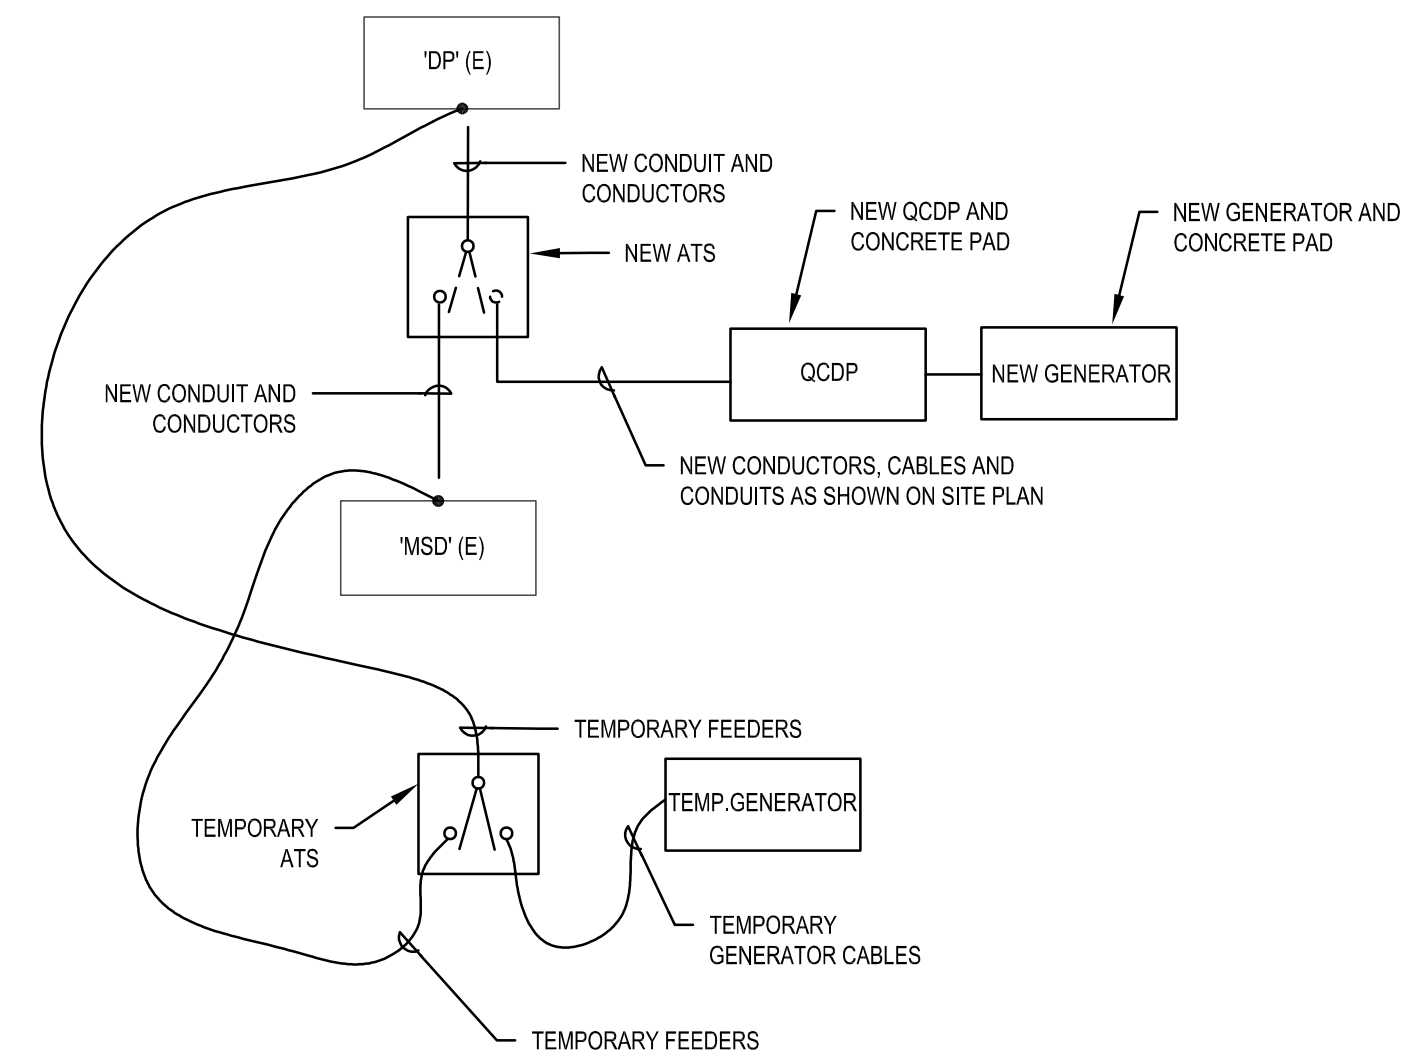 'DP' (E)
NEW CONDUIT AND
CONDUCTORS
NEW QCDP AND
CONCRETE PAD
NEW GENERATOR AND
CONCRETE PAD
NEW ATS
QCDP
NEW GENERATOR
NEW CONDUIT AND
CONDUCTORS
NEW CONDUCTORS, CABLES AND
CONDUITS AS SHOWN ON SITE PLAN
'MSD' (E)
TEMPORARY FEEDERS
TEMP.GENERATOR
TEMPORARY
ATS
TEMPORARY
GENERATOR CABLES
TEMPORARY FEEDERS